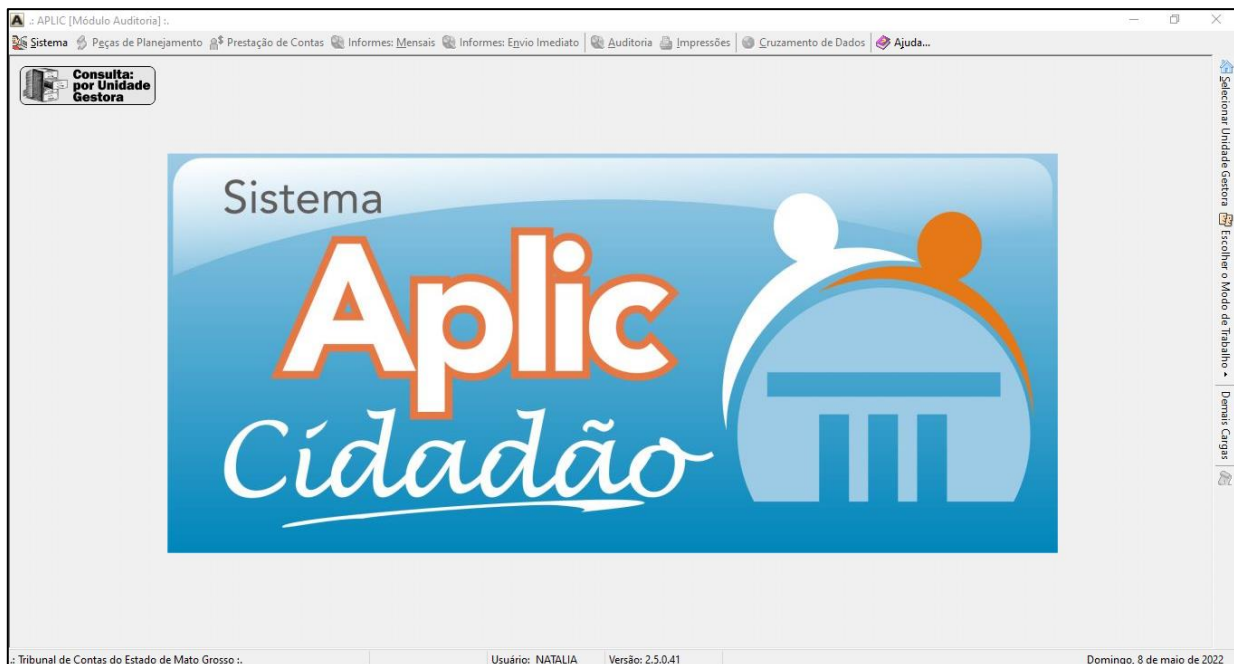 .: APLIC [Módulo Auditoria] :.
Sistema Peças de Planejamento Prestação de Contas Informes: Mensais Informes: Envio Imediato Auditoria Impressões Cruzamento de Dados Ajuda...
Consulta:
por Unidade
Gestora
Sistema
Aplic
Cidadão
Selecionar Unidade Gestora
Escolher o Modo de Trabalho
Demais Cargas
.: Tribunal de Contas do Estado de Mato Grosso :. Usuário: NATALIA Versão: 2.5.0.41 Domingo, 8 de maio de 2022